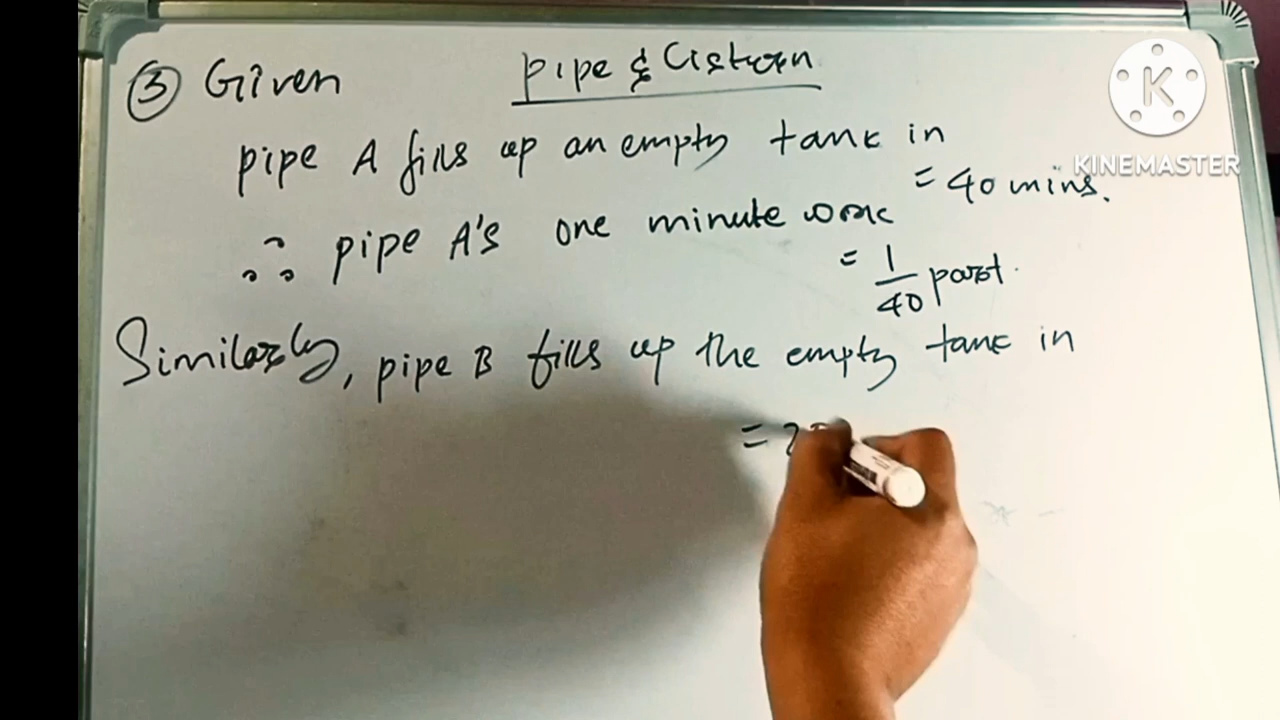 ③ Given
Pipe & Cistern
pipe A fills up an empty tank in
= 40 mins.
∴ pipe A's one minute work
= 1/40 part.
Similarly, pipe B fills up the empty tank in
= 2
K
KINEMASTER